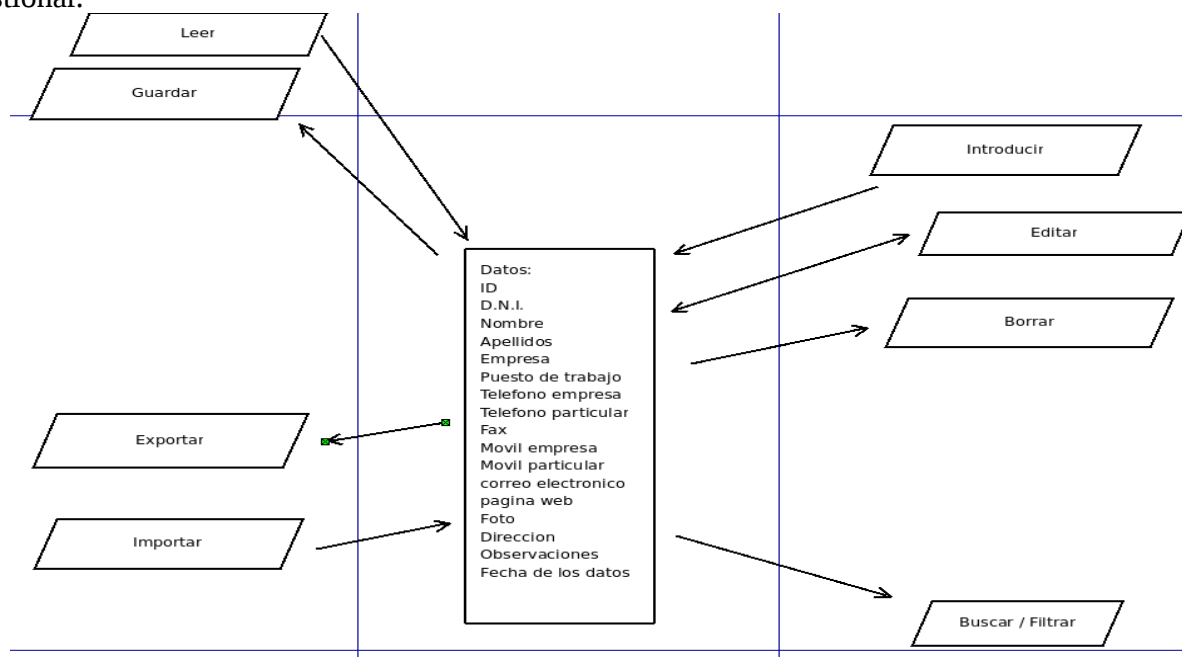 Leer
Guardar
Introducir
Editar
Borrar
Datos:
ID
D.N.I.
Nombre
Apellidos
Empresa
Puesto de trabajo
Telefono empresa
Telefono particular
Fax
Movil empresa
Movil particular
correo electronico
pagina web
Foto
Direccion
Observaciones
Fecha de los datos
Exportar
Importar
Buscar / Filtrar